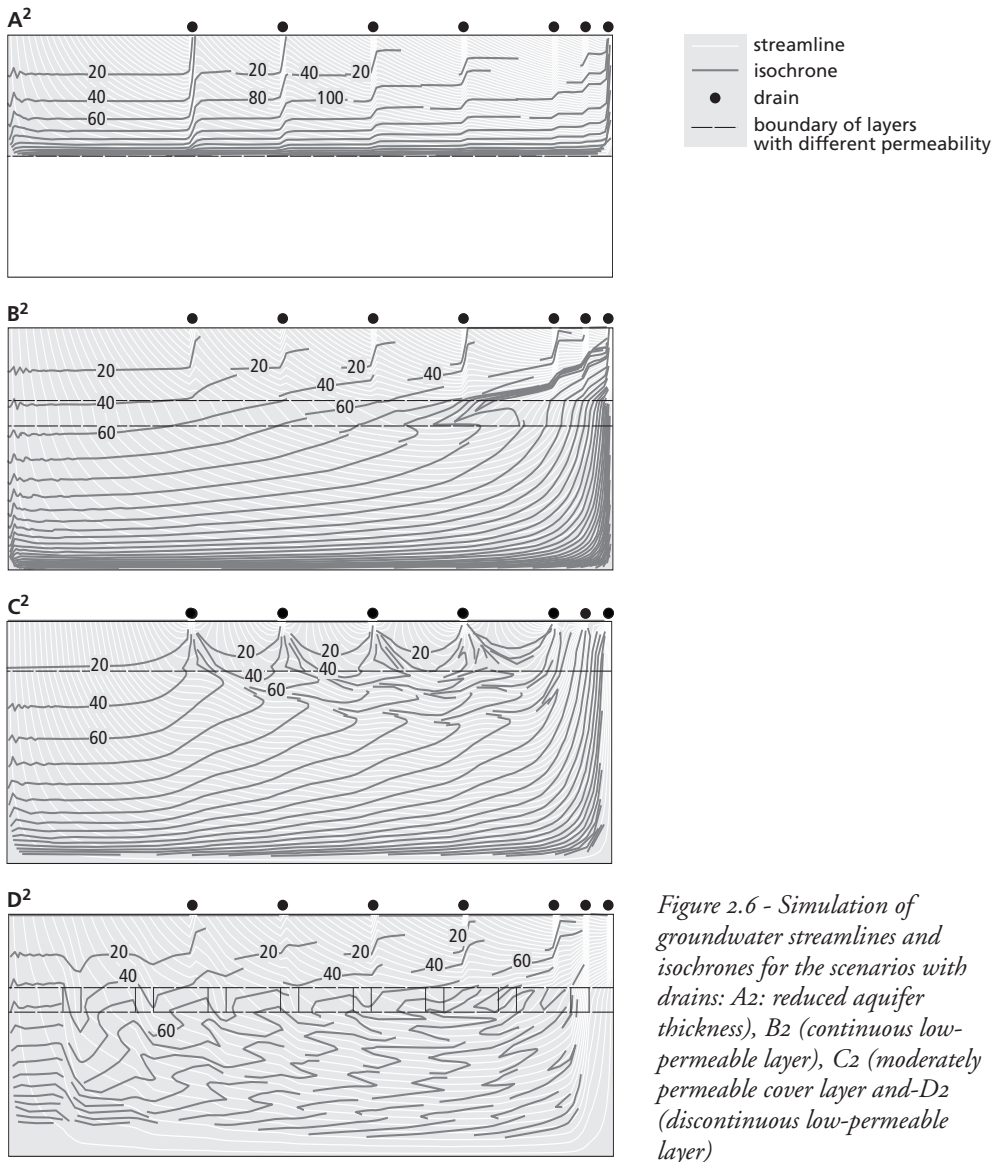 A²
20
20
40
20
40
80
100
60
streamline
isochrone
drain
boundary of layers
with different permeability
B²
20
20
20
40
40
40
60
60
C²
20
20
20
20
40
40
60
40
60
D²
20
20
20
20
40
40
40
60
60
Figure 2.6 - Simulation of
groundwater streamlines and
isochrones for the scenarios with
drains: A2: reduced aquifer
thickness), B2 (continuous low-
permeable layer), C2 (moderately
permeable cover layer and-D2
(discontinuous low-permeable
layer)